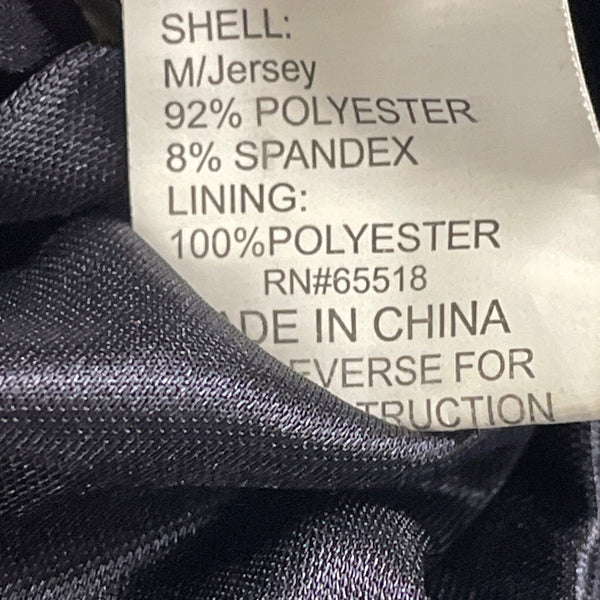 SHELL:
M/Jersey
92% POLYESTER
8% SPANDEX
LINING:
100%POLYESTER
RN#65518
ADE IN CHINA
EVERSE FOR
TRUCTION